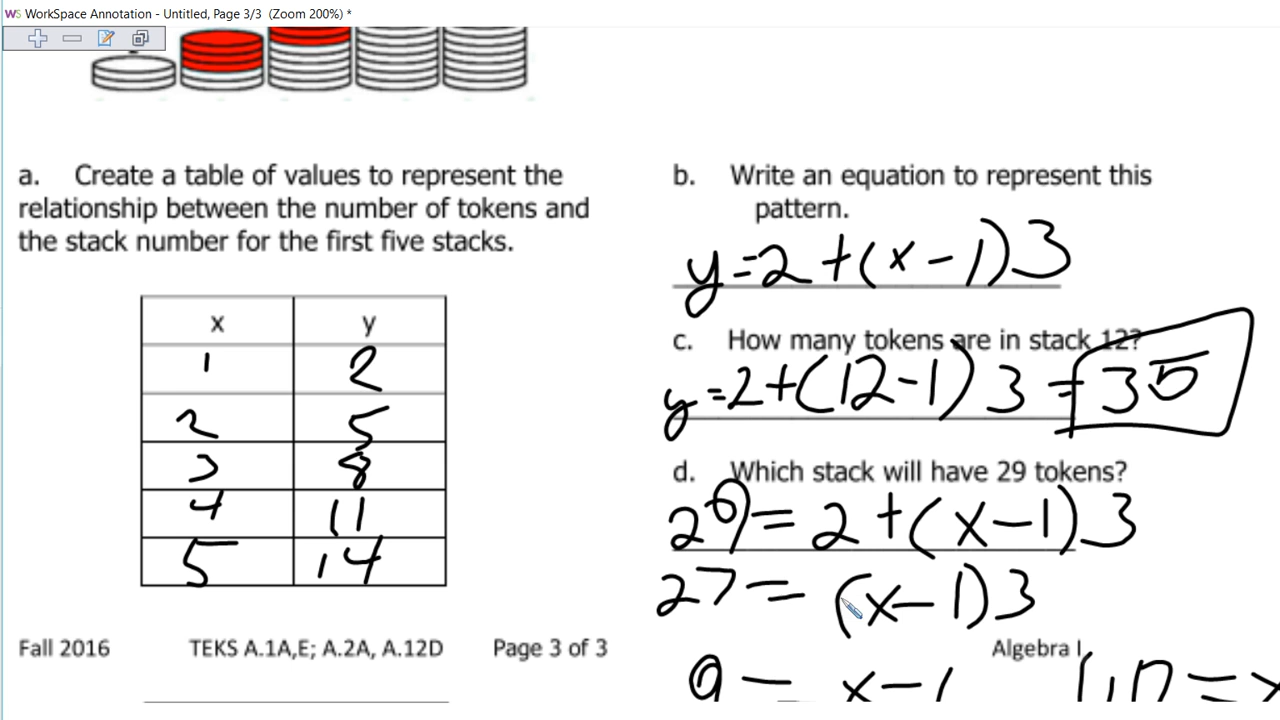 WS WorkSpace Annotation - Untitled, Page 3/3 (Zoom 200%) *
a. Create a table of values to represent the
relationship between the number of tokens and
the stack number for the first five stacks.
x y
1 2
2 5
3 8
4 11
5 14
b. Write an equation to represent this
pattern.
y=2+(x-1)3
c. How many tokens are in stack 12?
y=2+(12-1)3=35
d. Which stack will have 29 tokens?
29=2+(x-1)3
27=(x-1)3
9=x-1
Fall 2016 TEKS A.1A,E; A.2A, A.12D Page 3 of 3 Algebra I